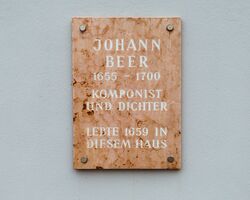 JOHANN
BEER
1655 - 1700
KOMPONIST
UND DICHTER
LEBTE 1659 IN
DIESEM HAUS